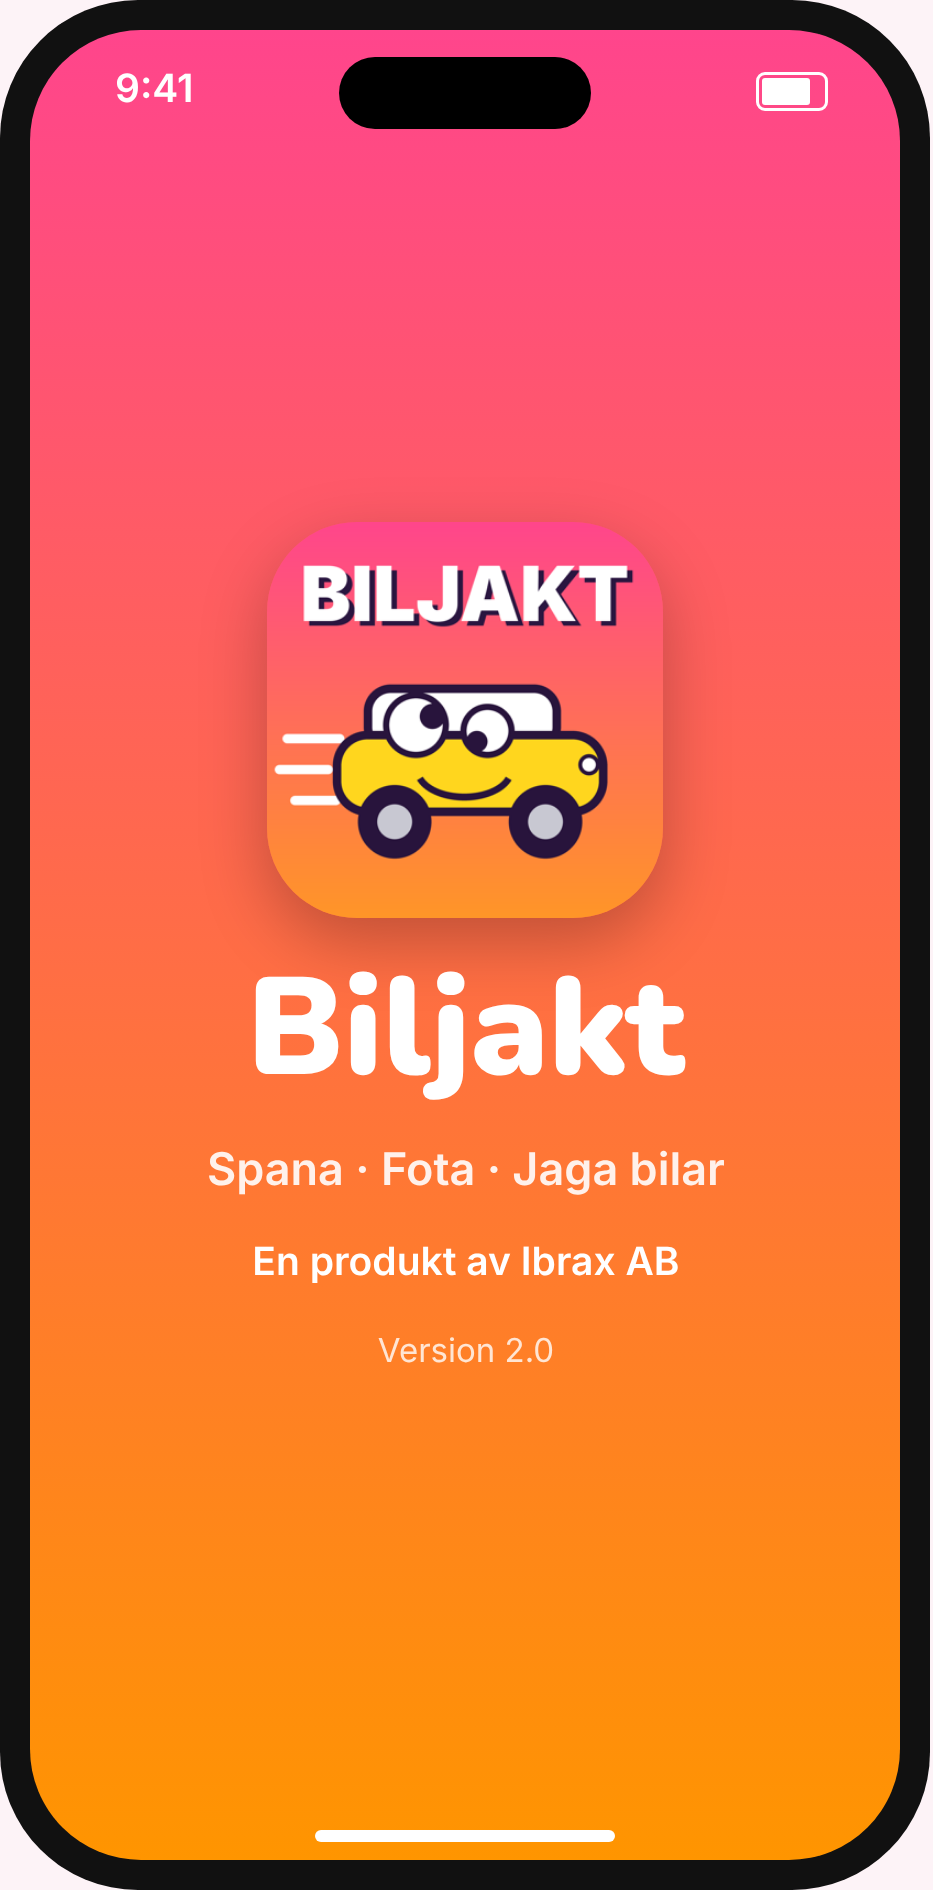 9:41
BILJAKT
Biljakt
Spana · Fota · Jaga bilar
En produkt av Ibrax AB
Version 2.0